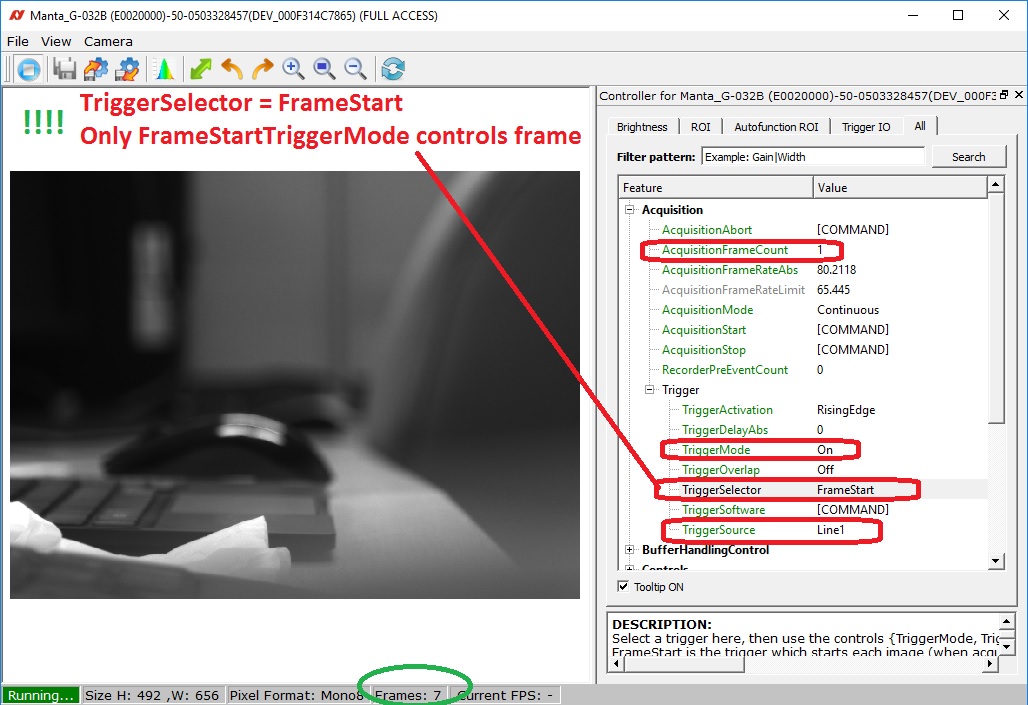 Manta_G-032B (E0020000)-50-0503328457(DEV_000F314C7865) (FULL ACCESS)
File View Camera
!!!! TriggerSelector = FrameStart
Only FrameStartTriggerMode controls frame
Controller for Manta_G-032B (E0020000)-50-0503328457(DEV_000F3
Brightness ROI Autofunction ROI Trigger IO All
Filter pattern: Example: Gain|Width Search
Feature Value
Acquisition
AcquisitionAbort [COMMAND]
AcquisitionFrameCount 1
AcquisitionFrameRateAbs 80.2118
AcquisitionFrameRateLimit 65.445
AcquisitionMode Continuous
AcquisitionStart [COMMAND]
AcquisitionStop [COMMAND]
RecorderPreEventCount 0
Trigger
TriggerActivation RisingEdge
TriggerDelayAbs 0
TriggerMode On
TriggerOverlap Off
TriggerSelector FrameStart
TriggerSoftware [COMMAND]
TriggerSource Line1
BufferHandlingControl
Controls
Tooltip ON
DESCRIPTION:
Select a trigger here, then use the controls {TriggerMode, Trig
FrameStart is the trigger which starts each image (when acqu
Running... Size H: 492 ,W: 656 Pixel Format: Mono8 Frames: 7 Current FPS: -